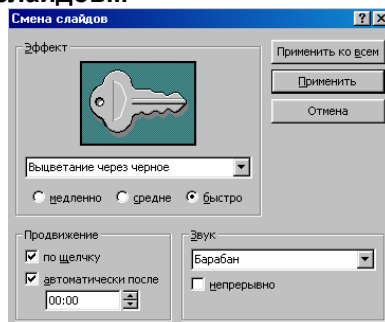 слайдов...
Смена слайдов
Эффект
Применить ко всем
Применить
Отмена
Выцветание через черное
медленно средне быстро
Продвижение
по щелчку
автоматически после
00:00
Звук
Барабан
непрерывно